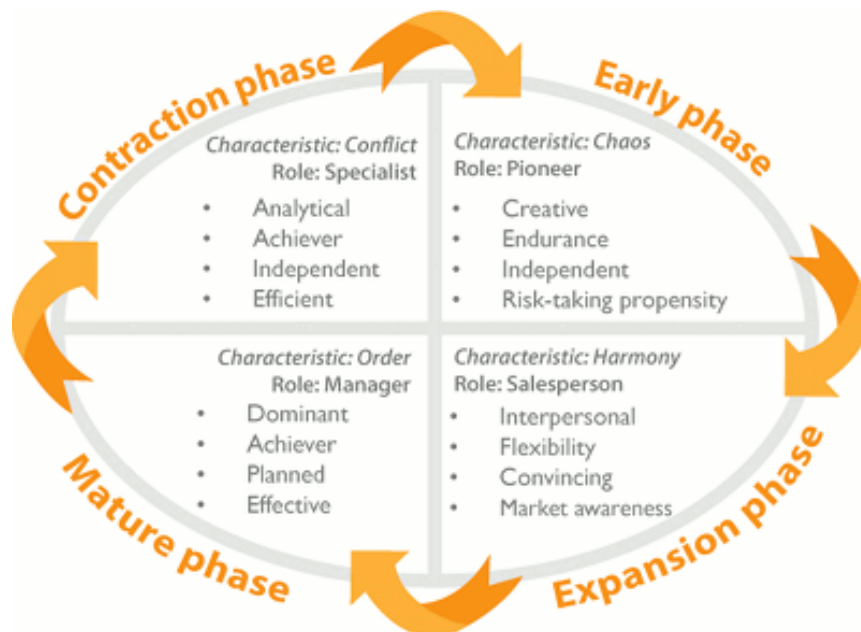 Contraction phase
Characteristic: Conflict
Role: Specialist
• Analytical
• Achiever
• Independent
• Efficient
Early phase
Characteristic: Chaos
Role: Pioneer
• Creative
• Endurance
• Independent
• Risk-taking propensity
Characteristic: Order
Role: Manager
• Dominant
• Achiever
• Planned
• Effective
Mature phase
Characteristic: Harmony
Role: Salesperson
• Interpersonal
• Flexibility
• Convincing
• Market awareness
Expansion phase